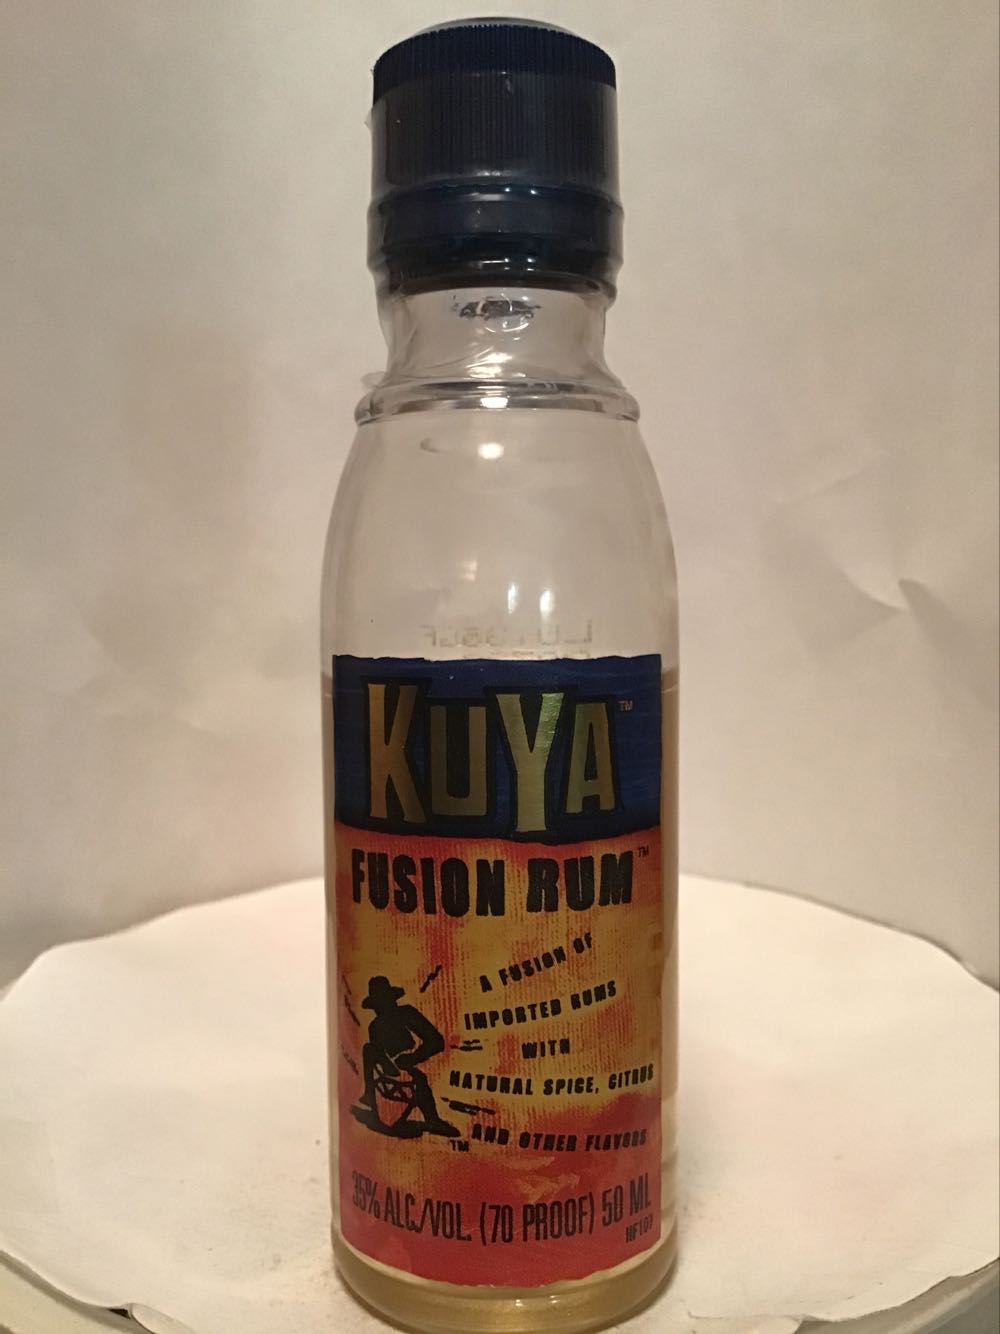 KUYA™
FUSION RUM™
A FUSION OF
IMPORTED RUMS
WITH
NATURAL SPICE, CITRUS
AND OTHER FLAVORS
TM
35% ALC./VOL. (70 PROOF) 50 ML